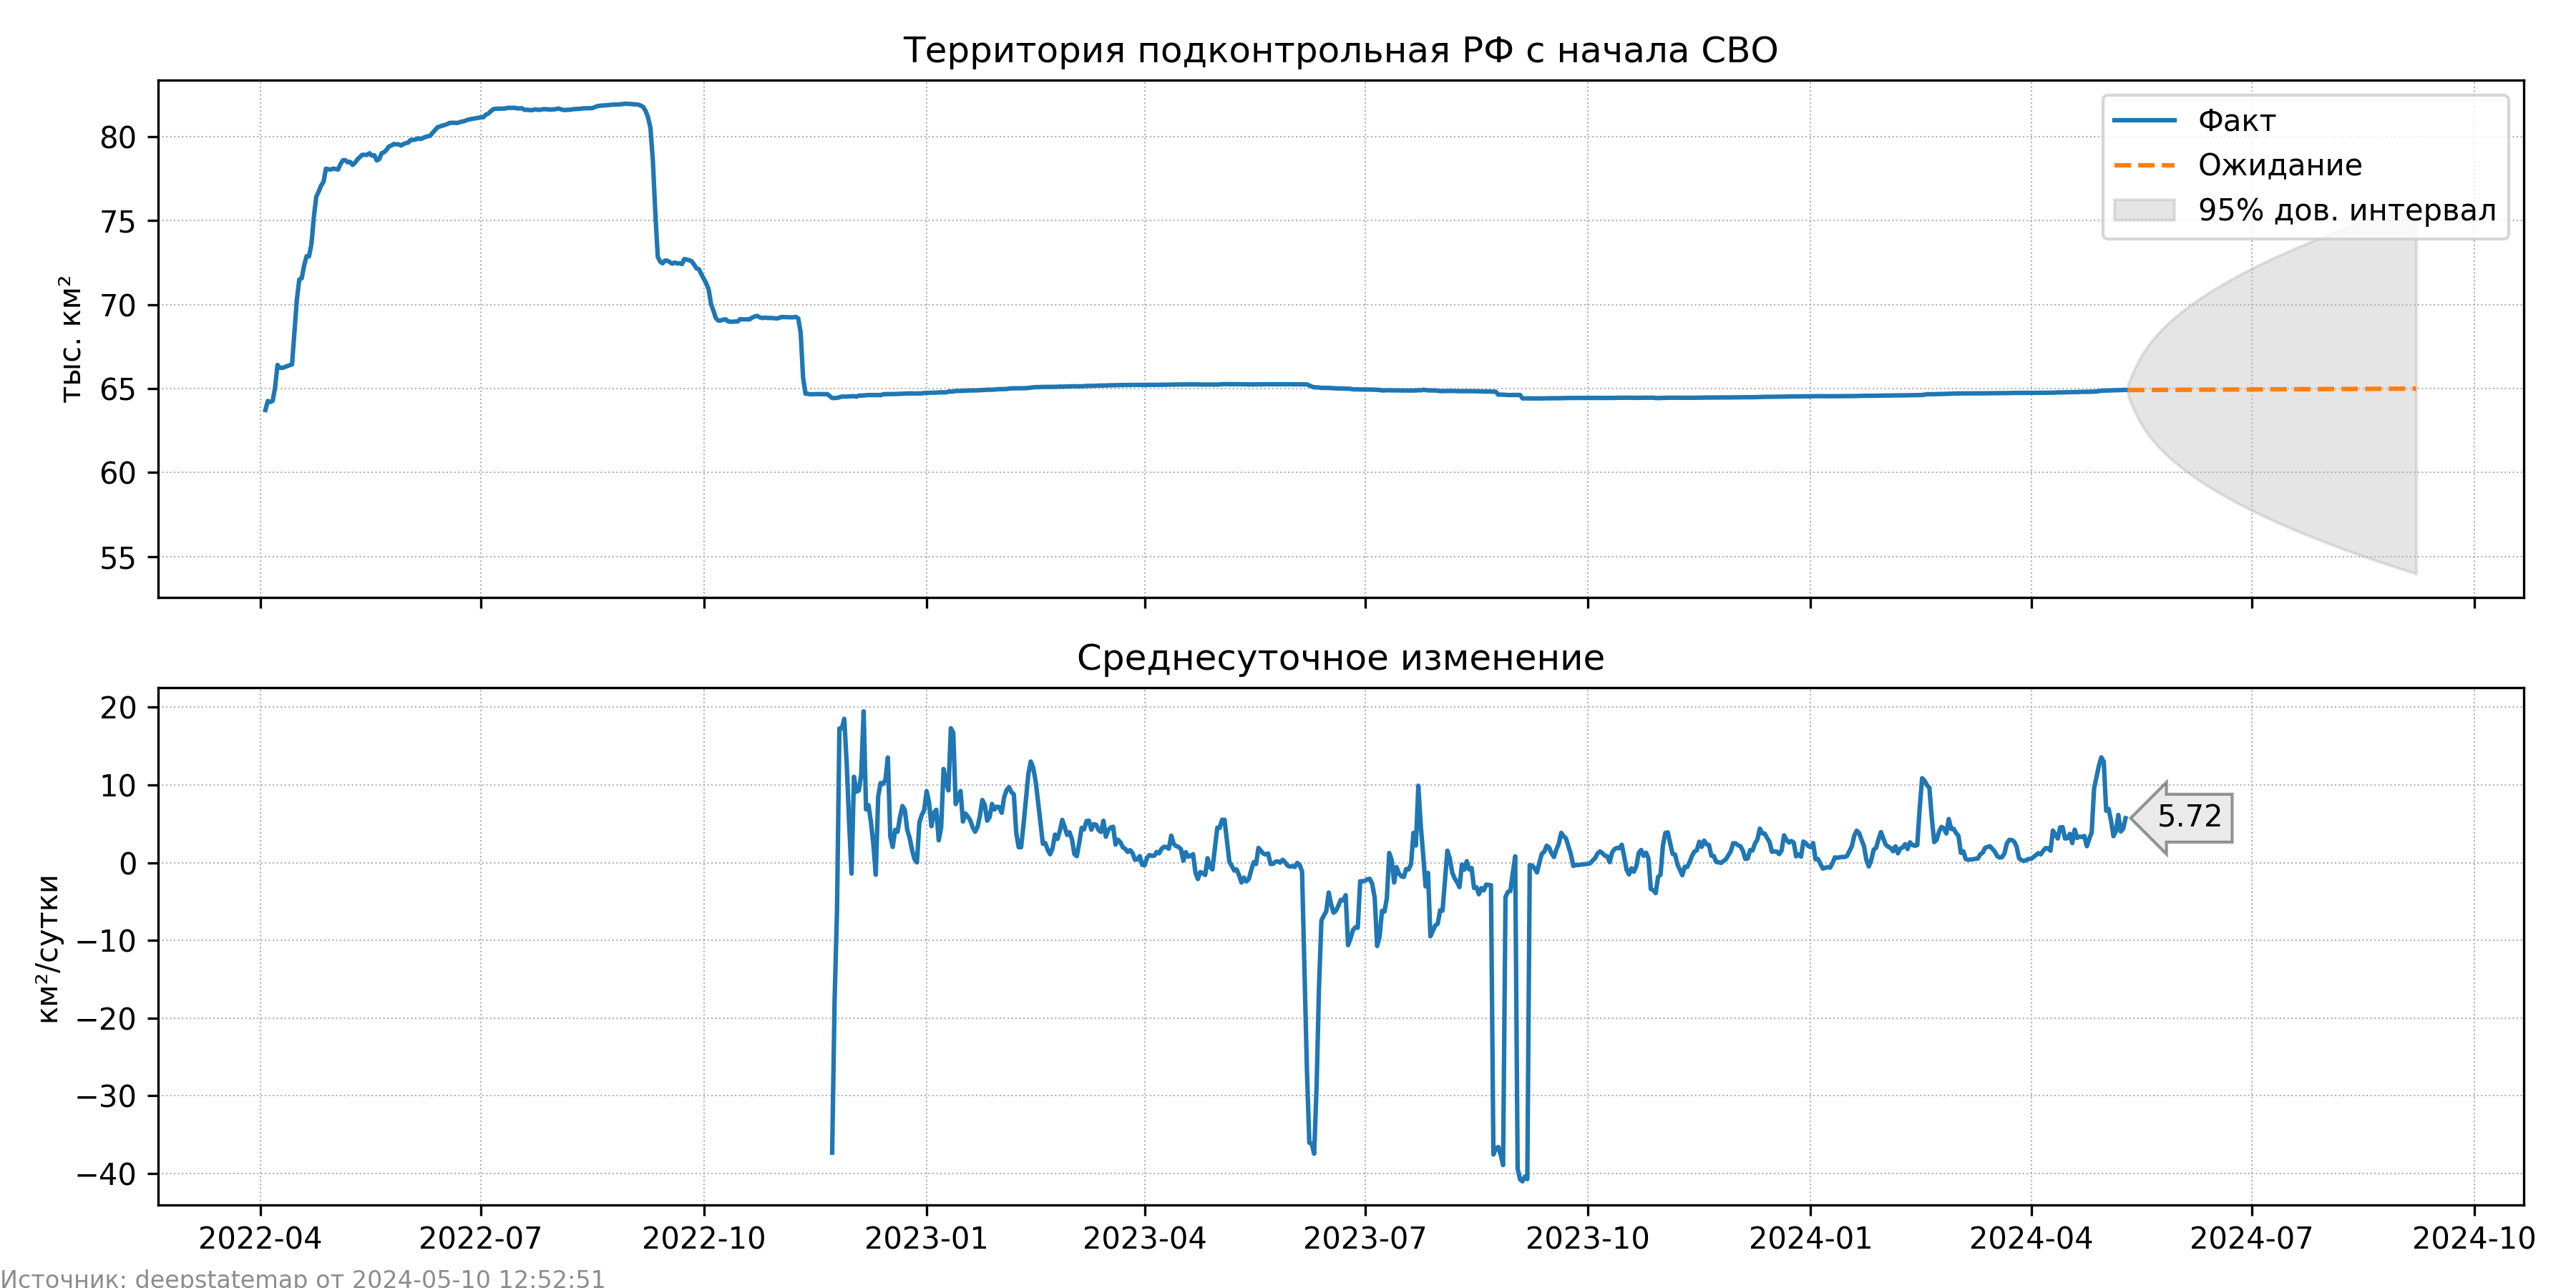 Территория подконтрольная РФ с начала СВО
Факт
Ожидание
95% дов. интервал
тыс. км²
80
75
70
65
60
55
Среднесуточное изменение
км²/сутки
20
10
0
−10
−20
−30
−40
5.72
2022-04 2022-07 2022-10 2023-01 2023-04 2023-07 2023-10 2024-01 2024-04 2024-07 2024-10
Источник: deepstatemap от 2024-05-10 12:52:51